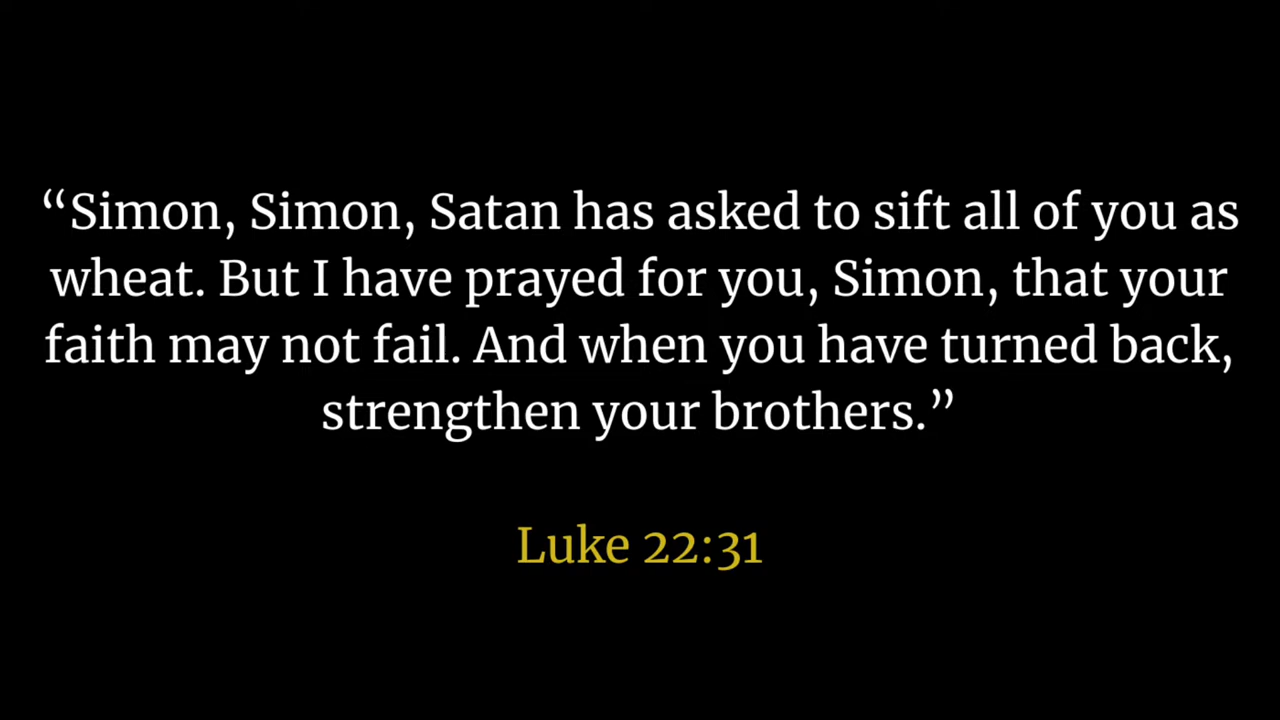 “Simon, Simon, Satan has asked to sift all of you as
wheat. But I have prayed for you, Simon, that your
faith may not fail. And when you have turned back,
strengthen your brothers.”
Luke 22:31